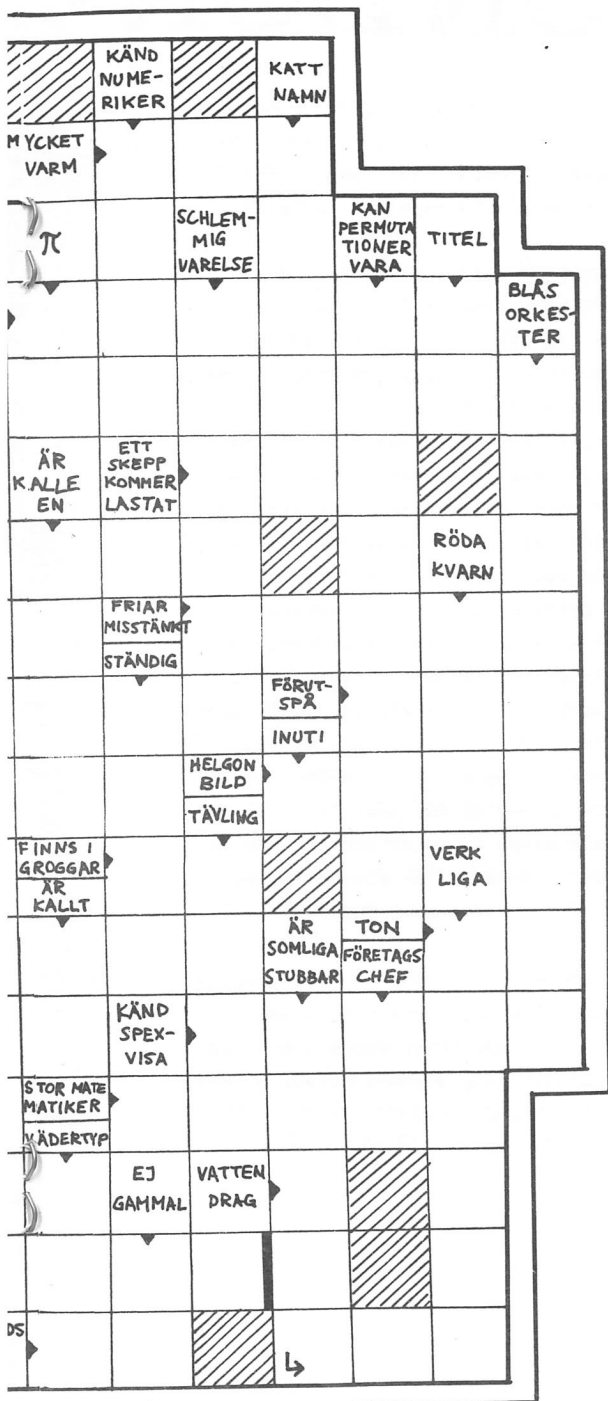 KÄND
NUME-
RIKER
KATT
NAMN
MYCKET
VARM
π
SCHLEM-
MIG
VARELSE
KAN
PERMUTA
TIONER
VARA
TITEL
BLÅS
ORKES-
TER
ÄR
KALLE
EN
ETT
SKEPP
KOMMER
LASTAT
RÖDA
KVARN
FRIAR
MISSTÄNKT
STÄNDIG
FÖRUT-
SPÅ
INUTI
HELGON
BILD
TÄVLING
FINNS I
GROGGAR
ÄR
KALLT
VERK
LIGA
ÄR
SOMLIGA
STUBBAR
TON
FÖRETAGS
CHEF
KÄND
SPEX-
VISA
STOR MATE
MATIKER
VÄDERTYP
EJ
GAMMAL
VATTEN
DRAG
DS